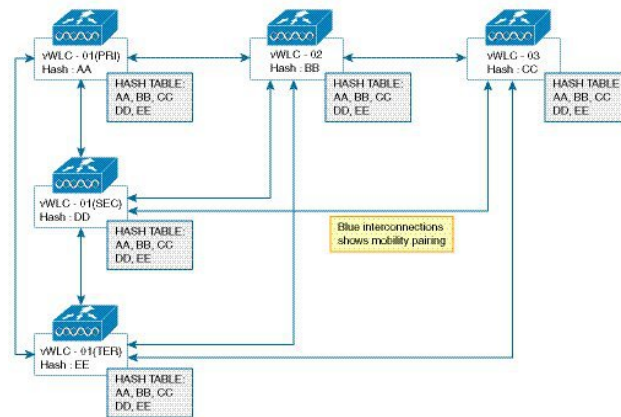 vWLC - 01(PRI)
Hash : AA
HASH TABLE:
AA, BB, CC
DD, EE
vWLC - 02
Hash : BB
HASH TABLE:
AA, BB, CC
DD, EE
vWLC - 03
Hash : CC
HASH TABLE
AA, BB, CC
DD, EE
vWLC - 01(SEC)
Hash : DD
HASH TABLE:
AA, BB, CC
DD, EE
Blue interconnections
shows mobility pairing
vWLC - 01(TER)
Hash : EE
HASH TABLE:
AA, BB, CC
DD, EE